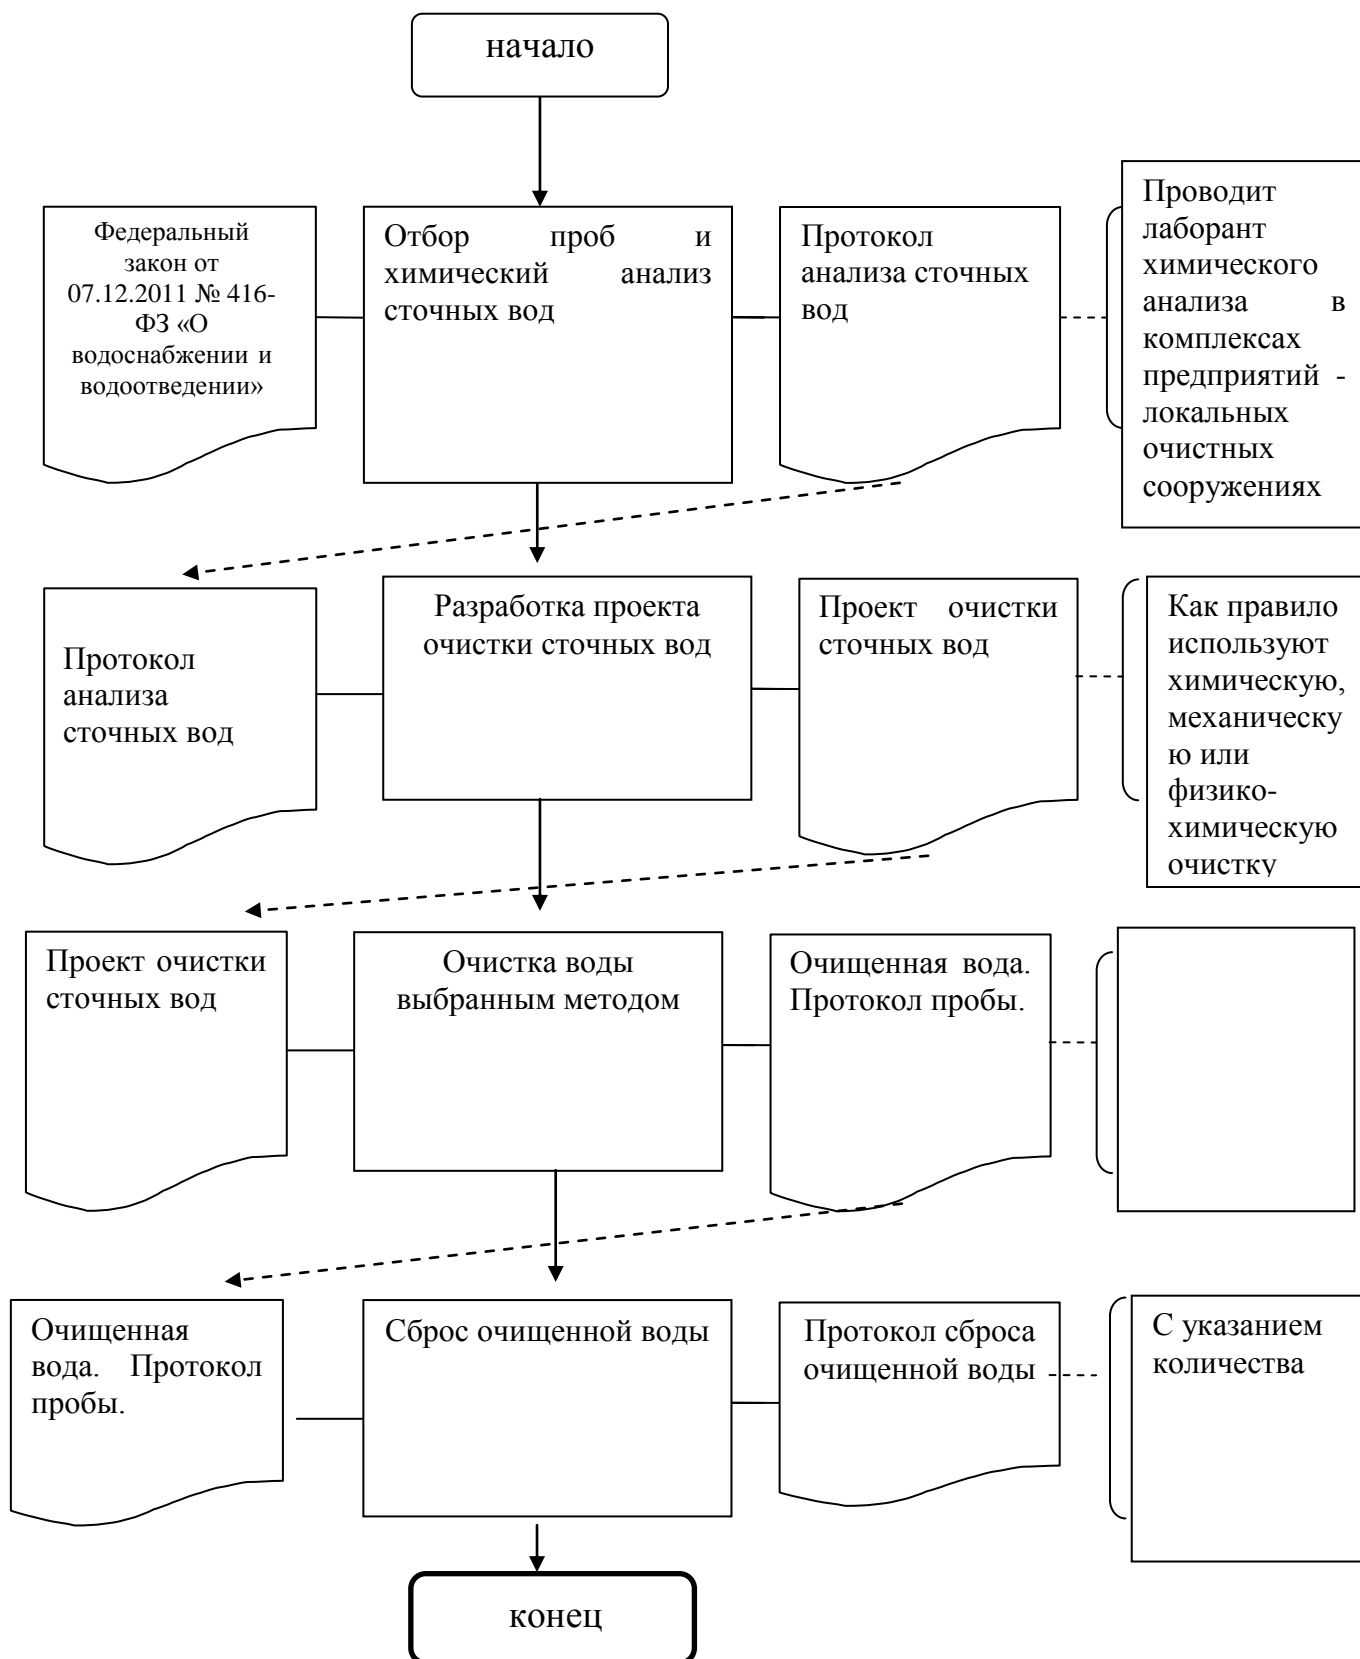 начало
Федеральный
закон от
07.12.2011 № 416-
ФЗ «О
водоснабжении и
водоотведении»
Отбор проб и
химический анализ
сточных вод
Протокол
анализа сточных
вод
Проводит
лаборант
химического
анализа в
комплексах
предприятий -
локальных
очистных
сооружениях
Протокол
анализа
сточных вод
Разработка проекта
очистки сточных вод
Проект очистки
сточных вод
Как правило
используют
химическую,
механическу
ю или
физико-
химическую
очистку
Проект очистки
сточных вод
Очистка воды
выбранным методом
Очищенная вода.
Протокол пробы.
Очищенная
вода. Протокол
пробы.
Сброс очищенной воды
Протокол сброса
очищенной воды
С указанием
количества
конец